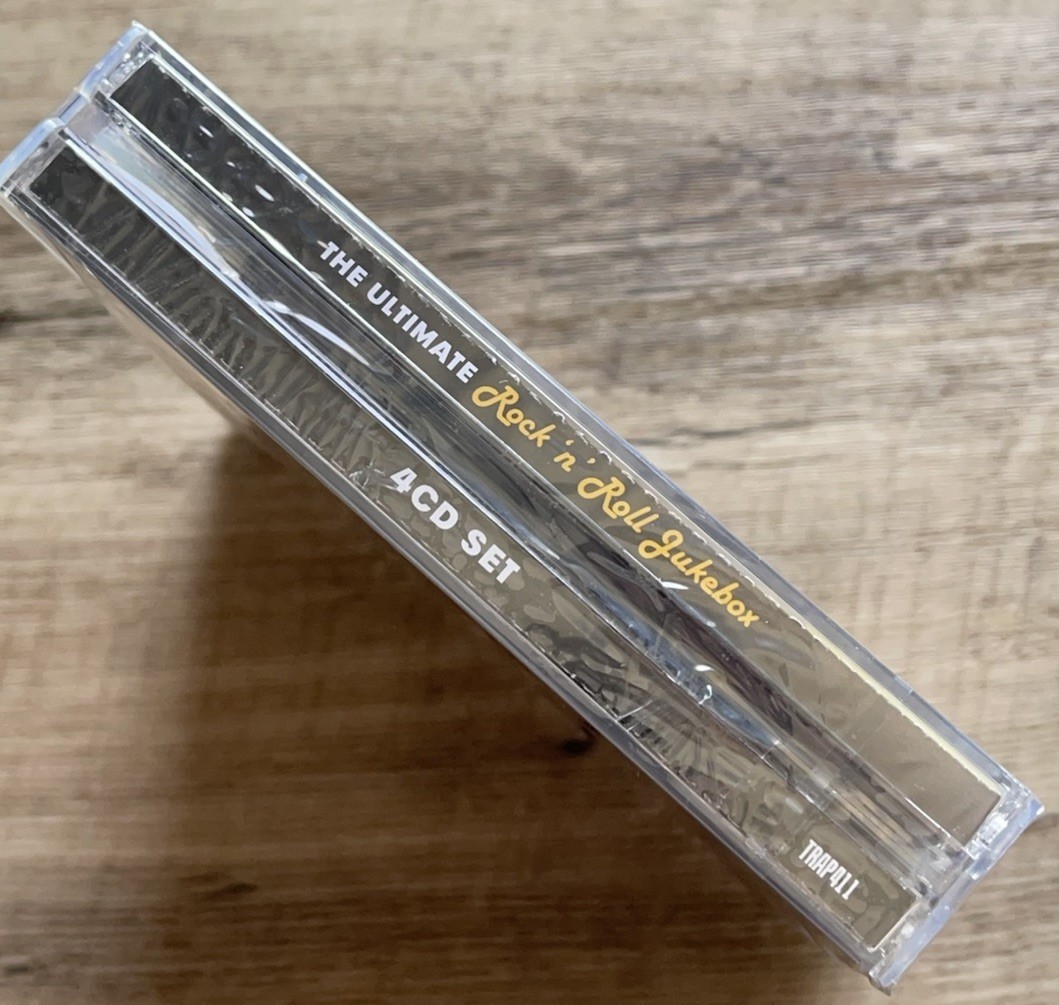 THE ULTIMATE Rock 'n' Roll Jukebox
4CD SET
TRAP411